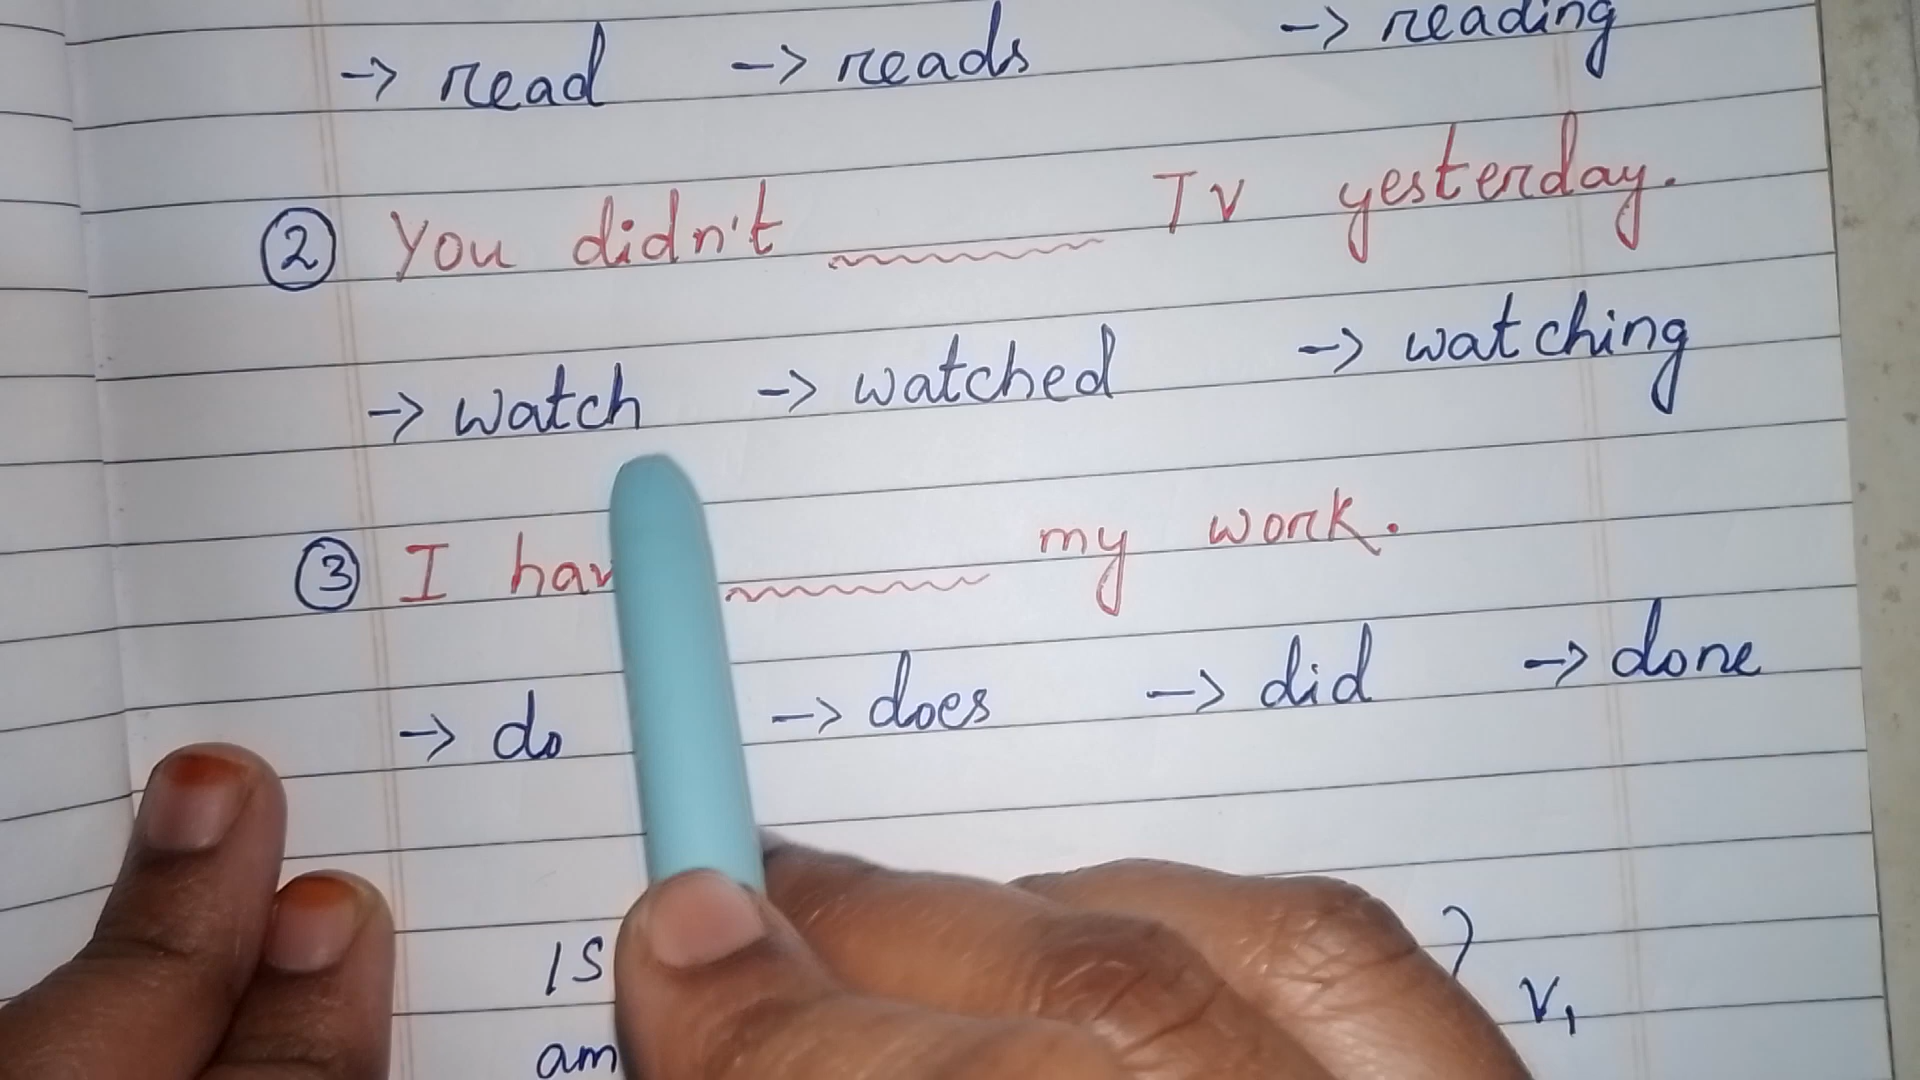 -> read -> reads -> reading
② You didn't ______ TV yesterday.
-> watch -> watched -> watching
③ I hav ______ my work.
-> do -> does -> did -> done
is
am } V₁